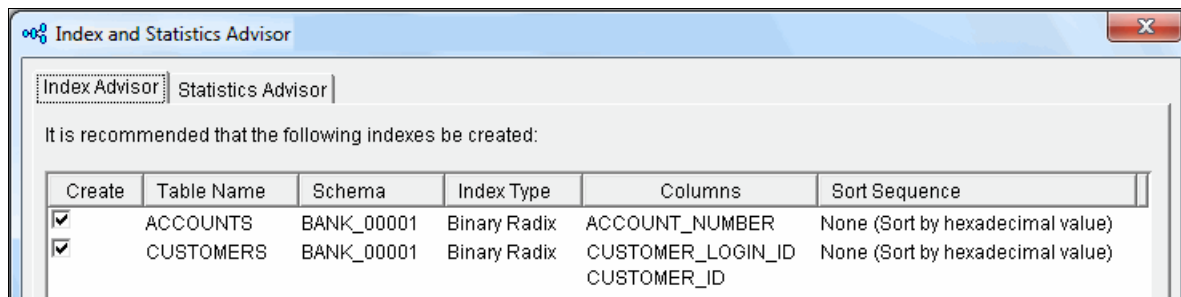 Index and Statistics Advisor
Index Advisor Statistics Advisor
It is recommended that the following indexes be created:
Create Table Name Schema Index Type Columns Sort Sequence
ACCOUNTS BANK_00001 Binary Radix ACCOUNT_NUMBER None (Sort by hexadecimal value)
CUSTOMERS BANK_00001 Binary Radix CUSTOMER_LOGIN_ID None (Sort by hexadecimal value)
CUSTOMER_ID